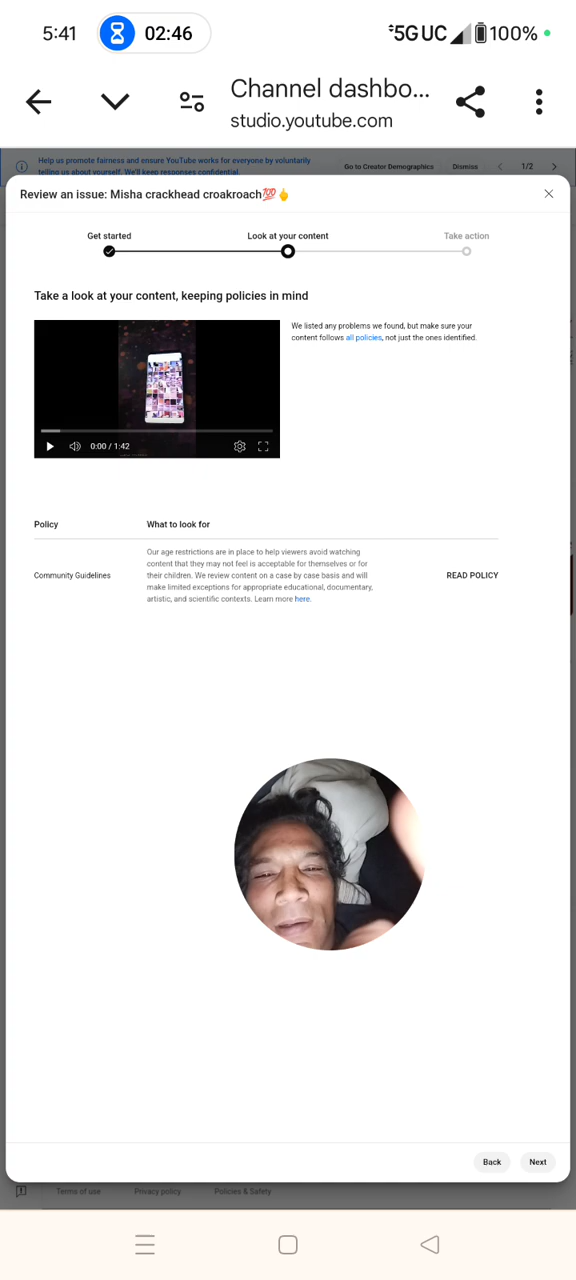 5:41 02:46 5G UC 100%
Channel dashbo...
studio.youtube.com
Help us promote fairness and ensure YouTube works for everyone by voluntarily
telling us about yourself. We'll keep responses confidential.
Go to Creator Demographics Dismiss 1/2
Review an issue: Misha crackhead croakroach💯🖕
Get started Look at your content Take action
Take a look at your content, keeping policies in mind
We listed any problems we found, but make sure your
content follows all policies, not just the ones identified.
0:00 / 1:42
Policy What to look for
Our age restrictions are in place to help viewers avoid watching
content that they may not feel is acceptable for themselves or for
their children. We review content on a case by case basis and will
make limited exceptions for appropriate educational, documentary,
artistic, and scientific contexts. Learn more here.
Community Guidelines
READ POLICY
Back Next
Terms of use Privacy policy Policies & Safety